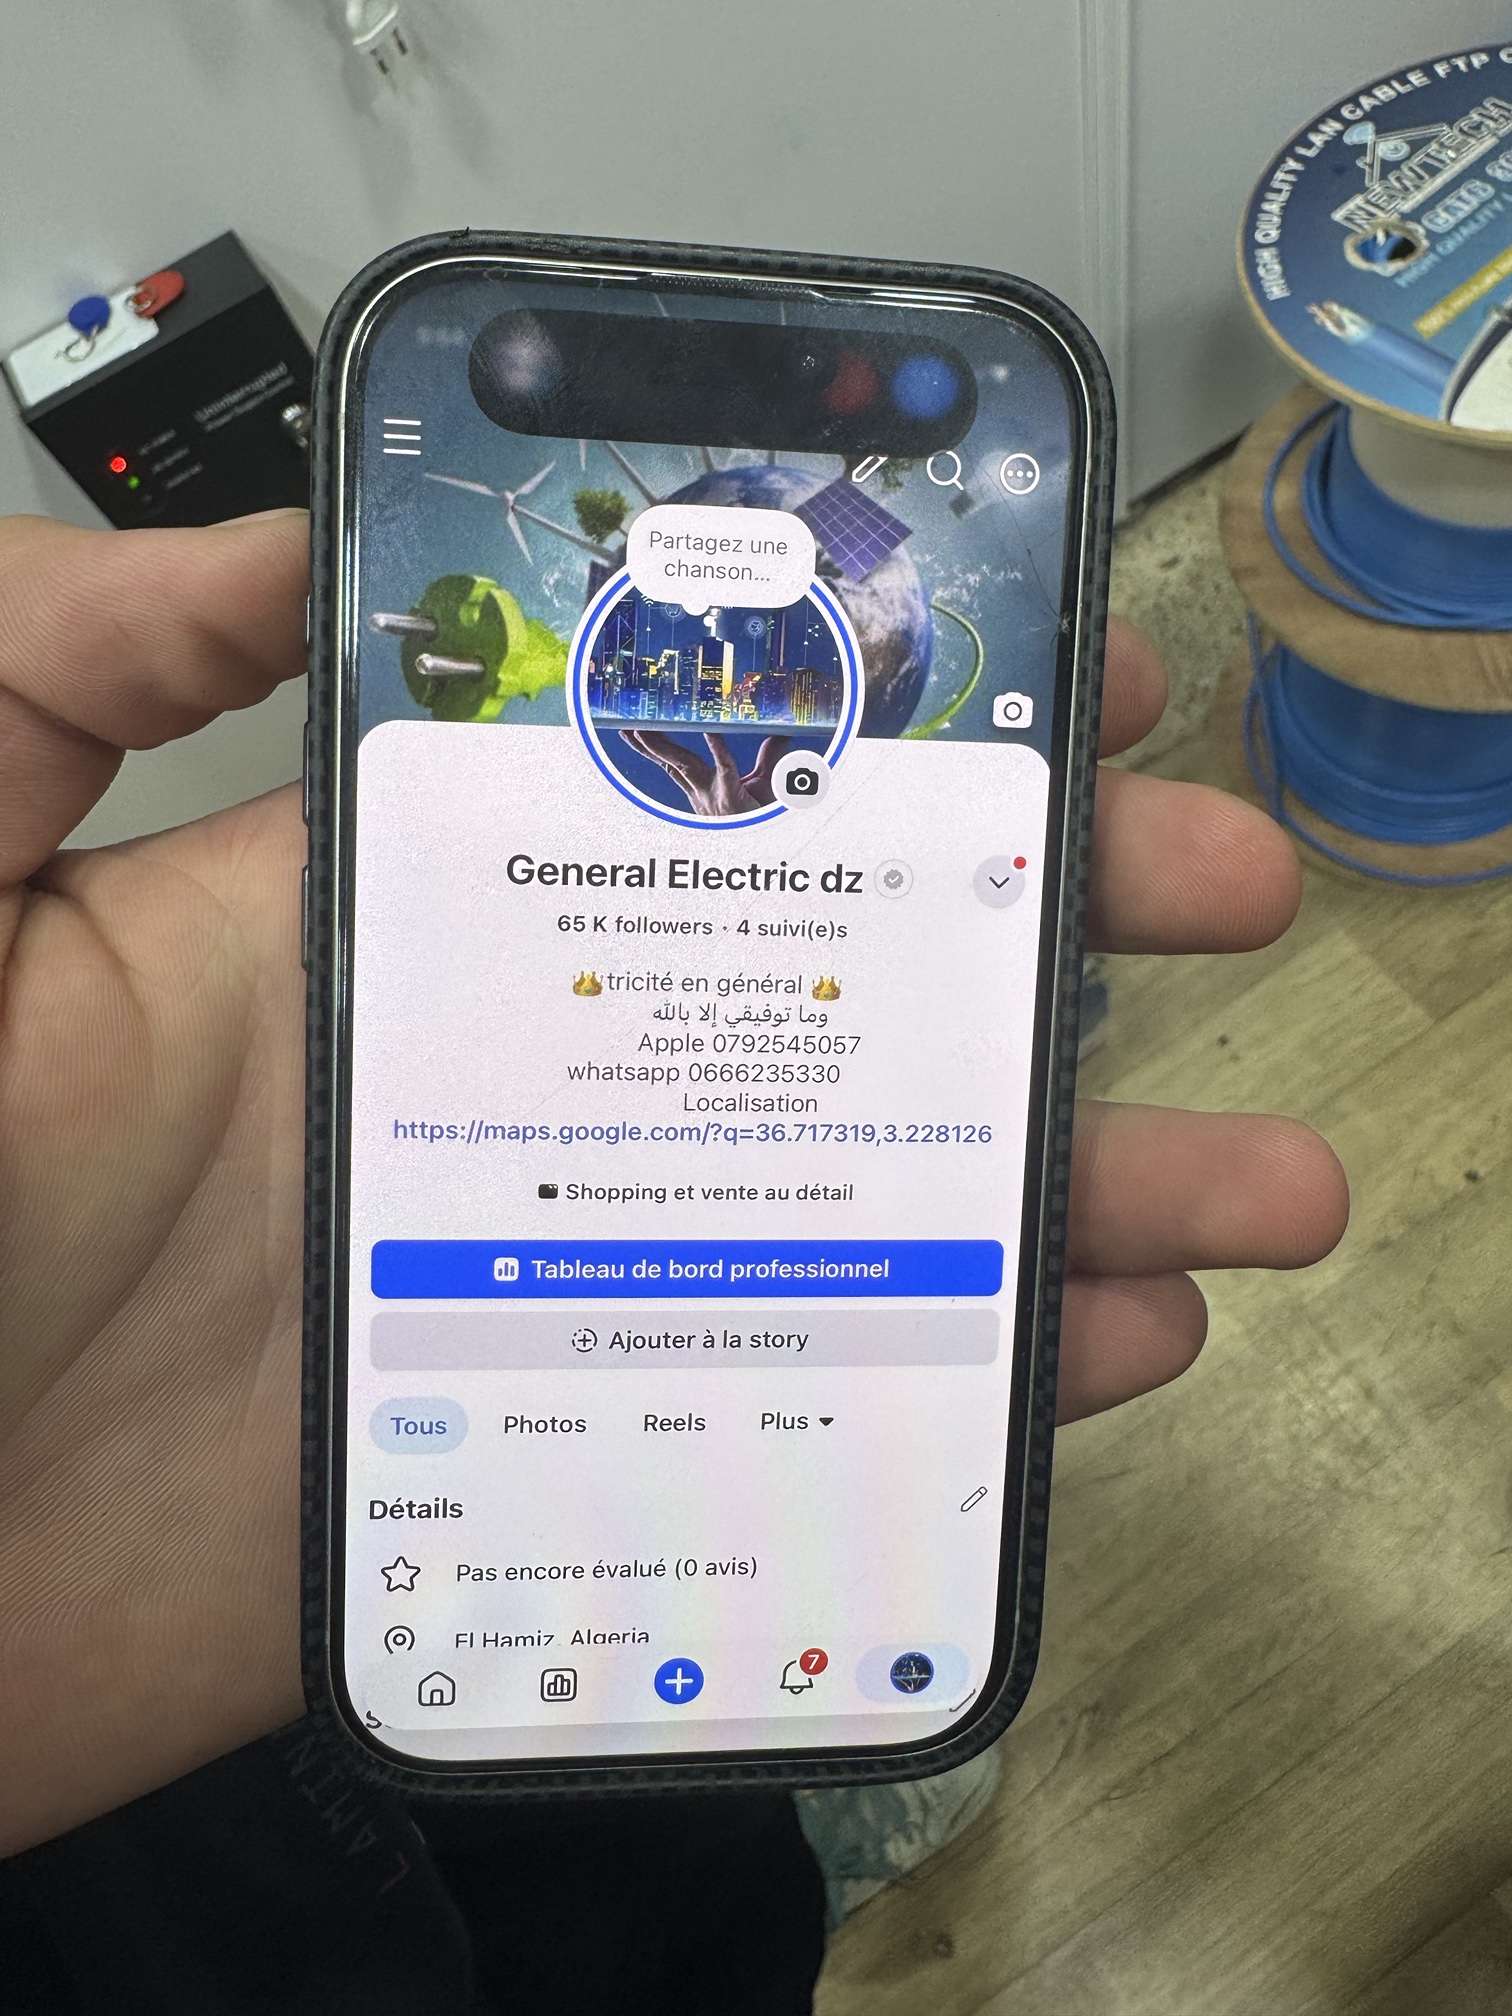 HIGH QUALITY LAN CABLE FTP
NEWTECH
Uninterrupted
Partagez une
chanson...
General Electric dz
65 K followers · 4 suivi(e)s
👑tricité en général👑
وما توفيقي إلا بالله
Apple 0792545057
whatsapp 0666235330
Localisation
https://maps.google.com/?q=36.717319,3.228126
Shopping et vente au détail
Tableau de bord professionnel
Ajouter à la story
Tous Photos Reels Plus
Détails
Pas encore évalué (0 avis)
El Hamiz, Algeria
7